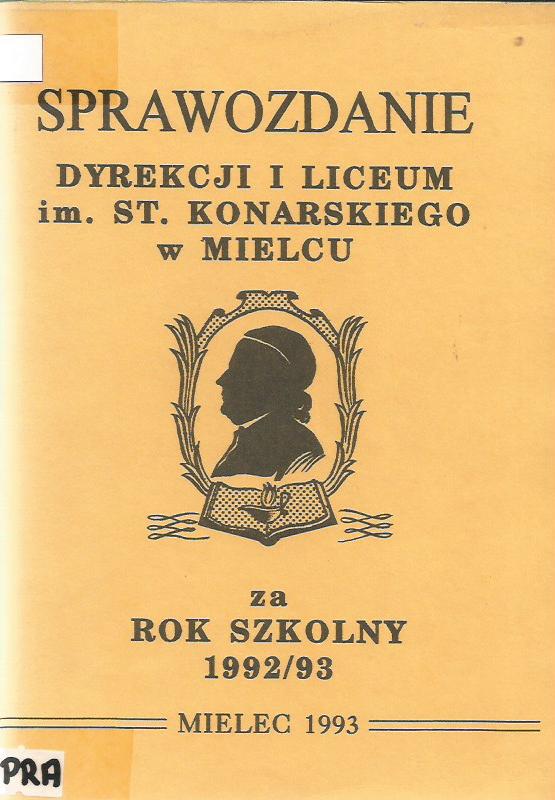 SPRAWOZDANIE
DYREKCJI I LICEUM
im. ST. KONARSKIEGO
w MIELCU
za
ROK SZKOLNY
1992/93
MIELEC 1993
PRA